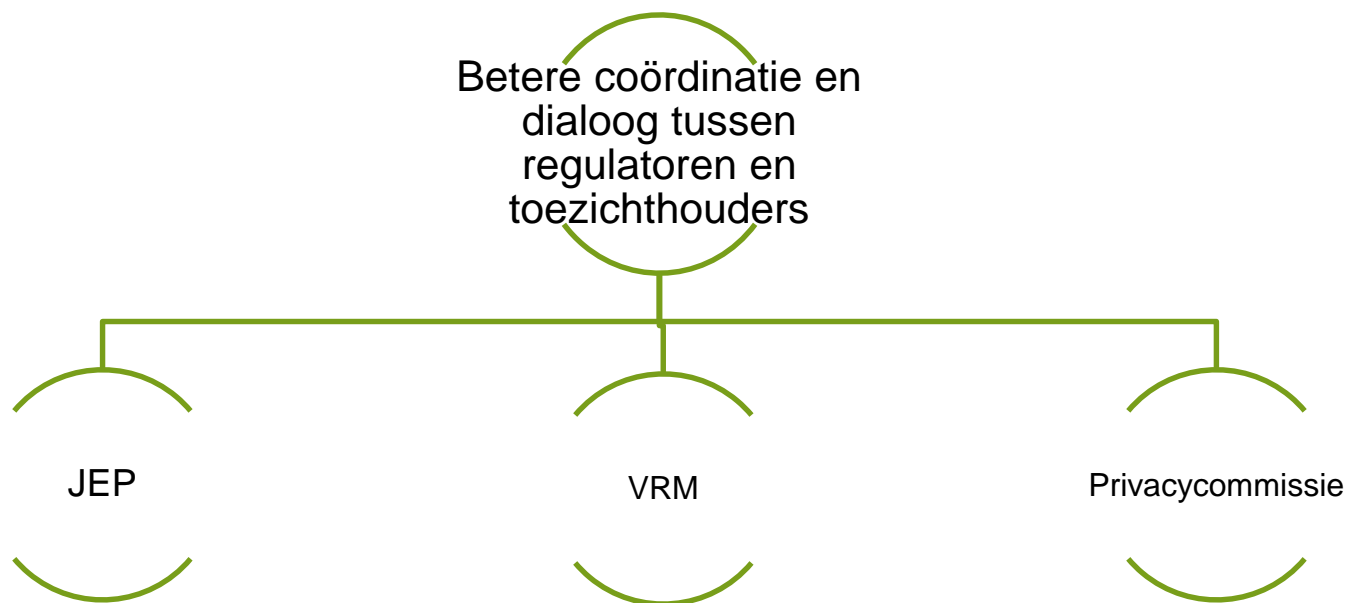 Betere coördinatie en
dialoog tussen
regulatoren en
toezichthouders
JEP
VRM
Privacycommissie